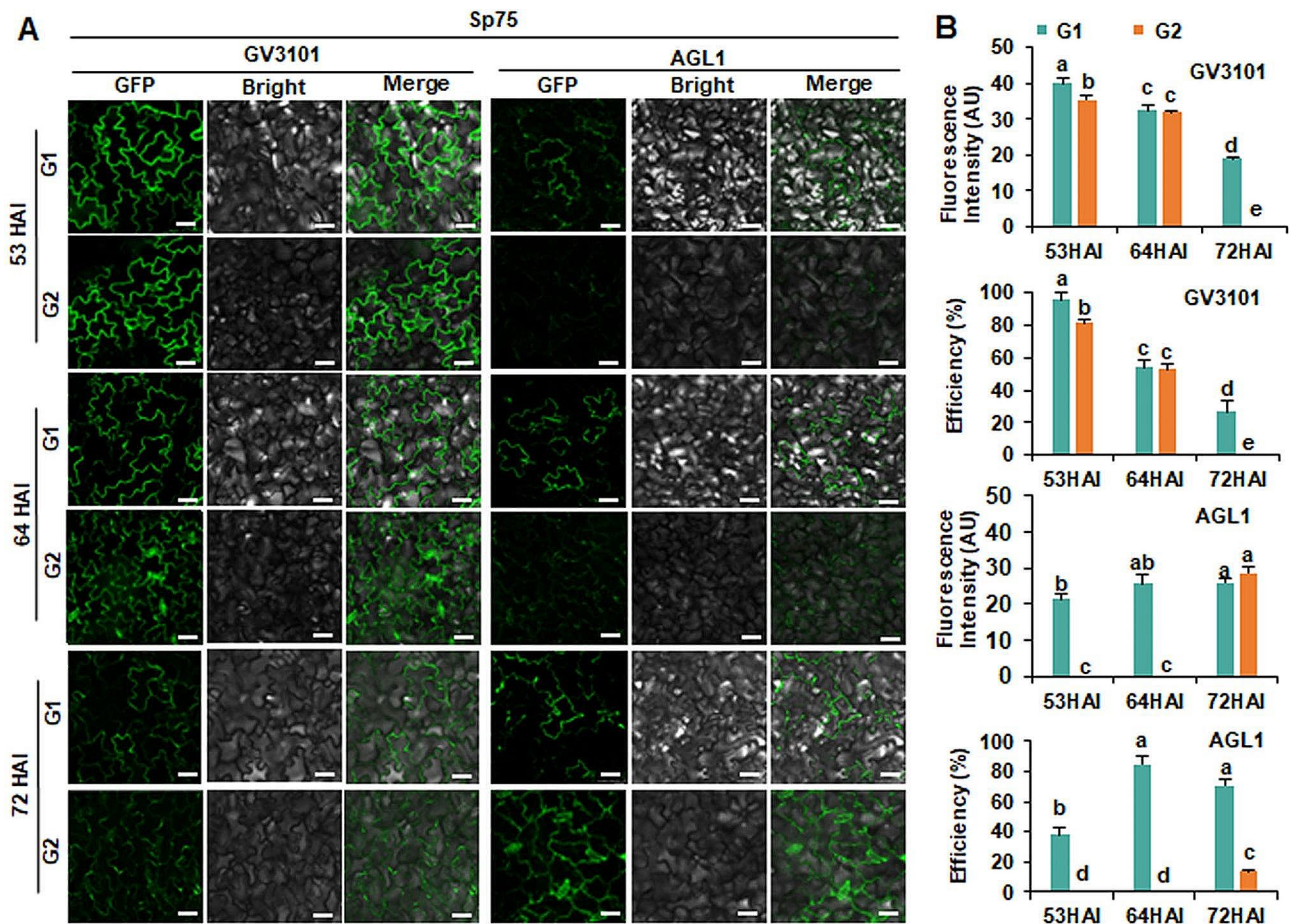 A
Sp75
GV3101
AGL1
GFP
Bright
Merge
GFP
Bright
Merge
53 HAI
G1
G2
64 HAI
G1
G2
72 HAI
G1
G2
B
G1
G2
Fluorescence
Intensity (AU)
50
40
30
20
10
0
GV3101
a
b
c
c
d
e
53HAI
64HAI
72HAI
Efficiency (%)
100
80
60
40
20
0
GV3101
a
b
c
c
d
e
53HAI
64HAI
72HAI
Fluorescence
Intensity (AU)
50
40
30
20
10
0
AGL1
b
c
ab
c
a
a
53HAI
64HAI
72HAI
Efficiency (%)
100
80
60
40
20
0
AGL1
b
d
a
d
a
c
53HAI
64HAI
72HAI